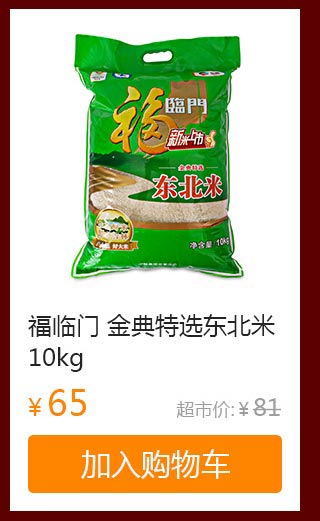 福臨門
新米上市
金典特选
东北米
净含量 10kg
福临门 金典特选东北米
10kg
¥ 65
超市价: ¥ 81
加入购物车